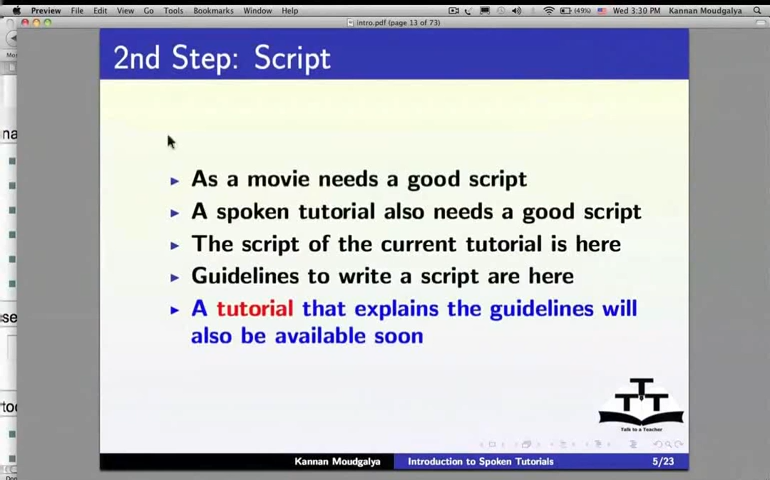 Preview File Edit View Go Tools Bookmarks Window Help (49%) Wed 3:30 PM Kannan Moudgalya
intro.pdf (page 13 of 73)
2nd Step: Script
As a movie needs a good script
A spoken tutorial also needs a good script
The script of the current tutorial is here
Guidelines to write a script are here
A tutorial that explains the guidelines will
also be available soon
TTT
Talk to a Teacher
Kannan Moudgalya Introduction to Spoken Tutorials 5/23